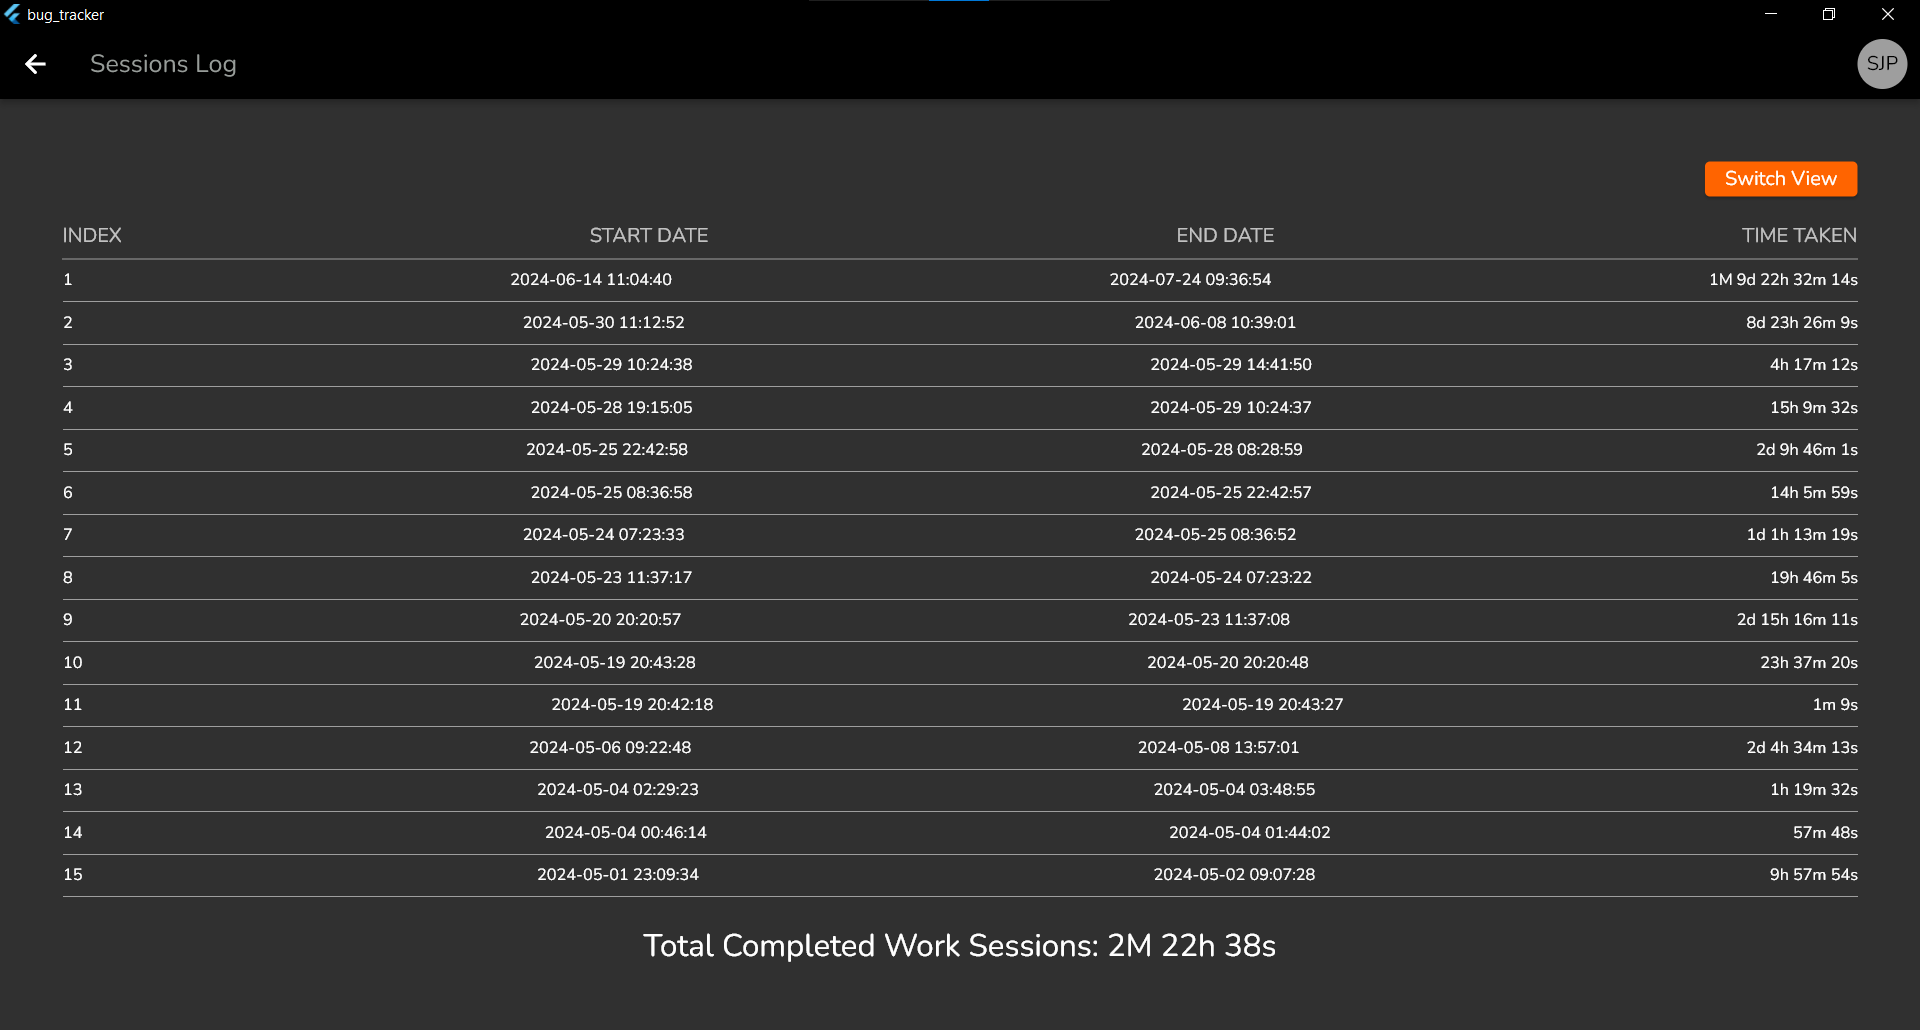 bug_tracker
Sessions Log
SJP
Switch View
INDEX START DATE END DATE TIME TAKEN
1 2024-06-14 11:04:40 2024-07-24 09:36:54 1M 9d 22h 32m 14s
2 2024-05-30 11:12:52 2024-06-08 10:39:01 8d 23h 26m 9s
3 2024-05-29 10:24:38 2024-05-29 14:41:50 4h 17m 12s
4 2024-05-28 19:15:05 2024-05-29 10:24:37 15h 9m 32s
5 2024-05-25 22:42:58 2024-05-28 08:28:59 2d 9h 46m 1s
6 2024-05-25 08:36:58 2024-05-25 22:42:57 14h 5m 59s
7 2024-05-24 07:23:33 2024-05-25 08:36:52 1d 1h 13m 19s
8 2024-05-23 11:37:17 2024-05-24 07:23:22 19h 46m 5s
9 2024-05-20 20:20:57 2024-05-23 11:37:08 2d 15h 16m 11s
10 2024-05-19 20:43:28 2024-05-20 20:20:48 23h 37m 20s
11 2024-05-19 20:42:18 2024-05-19 20:43:27 1m 9s
12 2024-05-06 09:22:48 2024-05-08 13:57:01 2d 4h 34m 13s
13 2024-05-04 02:29:23 2024-05-04 03:48:55 1h 19m 32s
14 2024-05-04 00:46:14 2024-05-04 01:44:02 57m 48s
15 2024-05-01 23:09:34 2024-05-02 09:07:28 9h 57m 54s
Total Completed Work Sessions: 2M 22h 38s